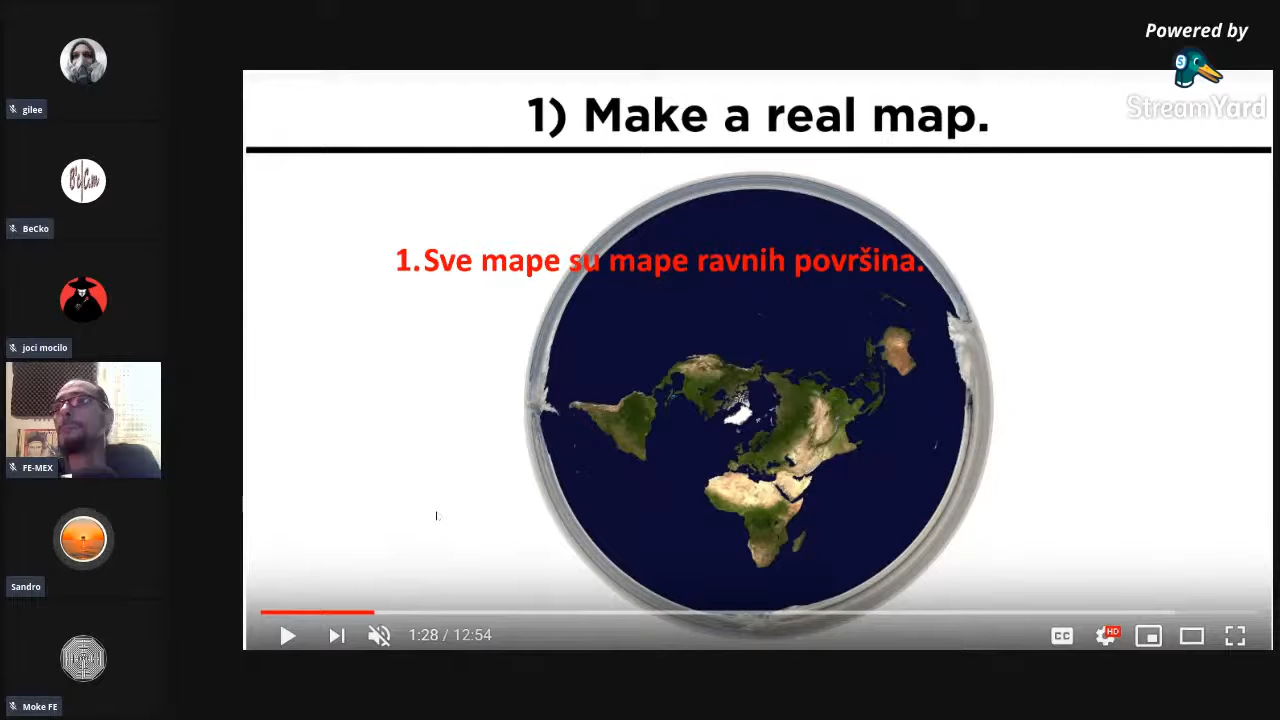 Powered by
StreamYard
gilee
BeCko
joci mocilo
FE-MEX
Sandro
Moke FE
1) Make a real map.
1. Sve mape su mape ravnih površina.
1:28 / 12:54
CC
HD